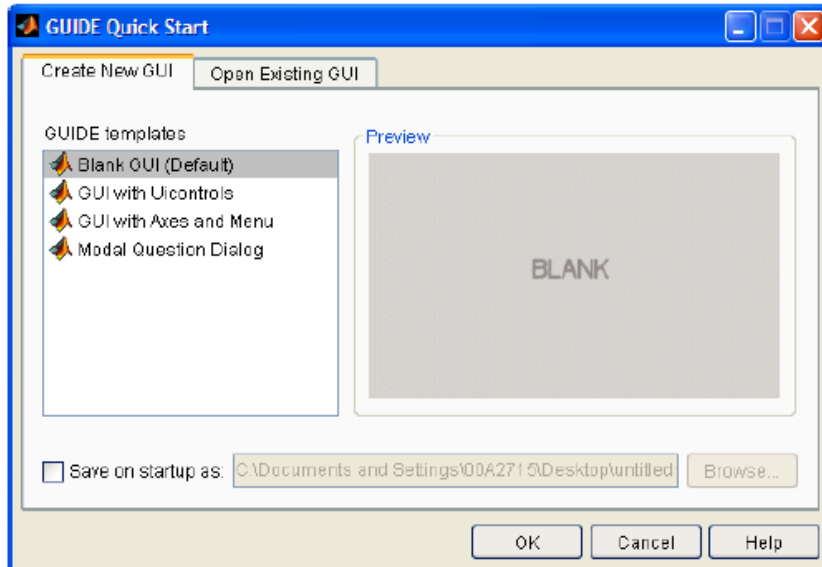 GUIDE Quick Start
Create New GUI
Open Existing GUI
GUIDE templates
Blank GUI (Default)
GUI with Uicontrols
GUI with Axes and Menu
Modal Question Dialog
Preview
BLANK
Save on startup as:
C:\Documents and Settings\00A2715\Desktop\untitled
Browse...
OK
Cancel
Help